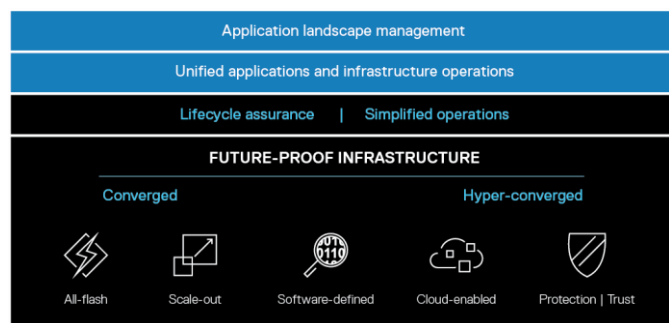 Application landscape management
Unified applications and infrastructure operations
Lifecycle assurance | Simplified operations
FUTURE-PROOF INFRASTRUCTURE
Converged Hyper-converged
All-flash Scale-out Software-defined Cloud-enabled Protection | Trust